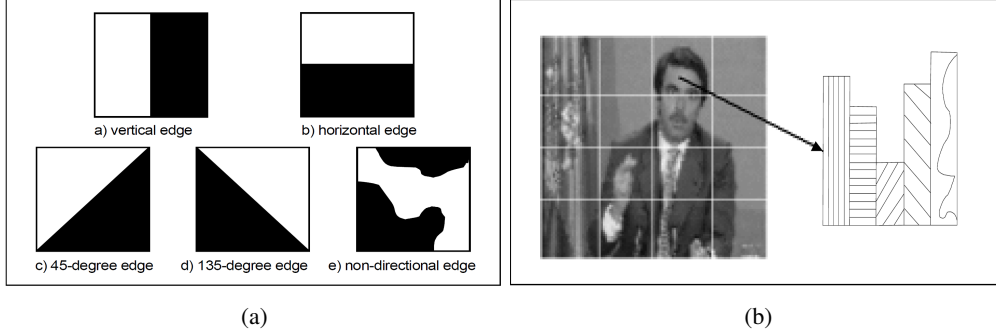 a) vertical edge
b) horizontal edge
c) 45-degree edge
d) 135-degree edge
e) non-directional edge
(a)
(b)